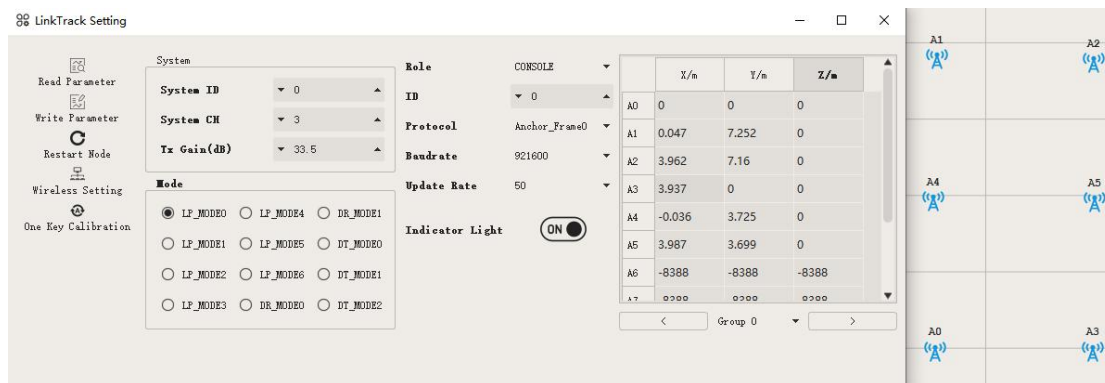 LinkTrack Setting
Read Parameter
Write Parameter
Restart Node
Wireless Setting
One Key Calibration
System
System ID 0
System CH 3
Tx Gain(dB) 33.5
Mode
LP_MODE0 LP_MODE4 DR_MODE1
LP_MODE1 LP_MODE5 DT_MODE0
LP_MODE2 LP_MODE6 DT_MODE1
LP_MODE3 DR_MODE0 DT_MODE2
Role CONSOLE
ID 0
Protocol Anchor_Frame0
Baudrate 921600
Update Rate 50
Indicator Light ON
X/m Y/m Z/m
A0 0 0 0
A1 0.047 7.252 0
A2 3.962 7.16 0
A3 3.937 0 0
A4 -0.036 3.725 0
A5 3.987 3.699 0
A6 -8388 -8388 -8388
A7 -8388 -8388 -8388
< Group 0 >
A1 A2
A4 A5
A0 A3